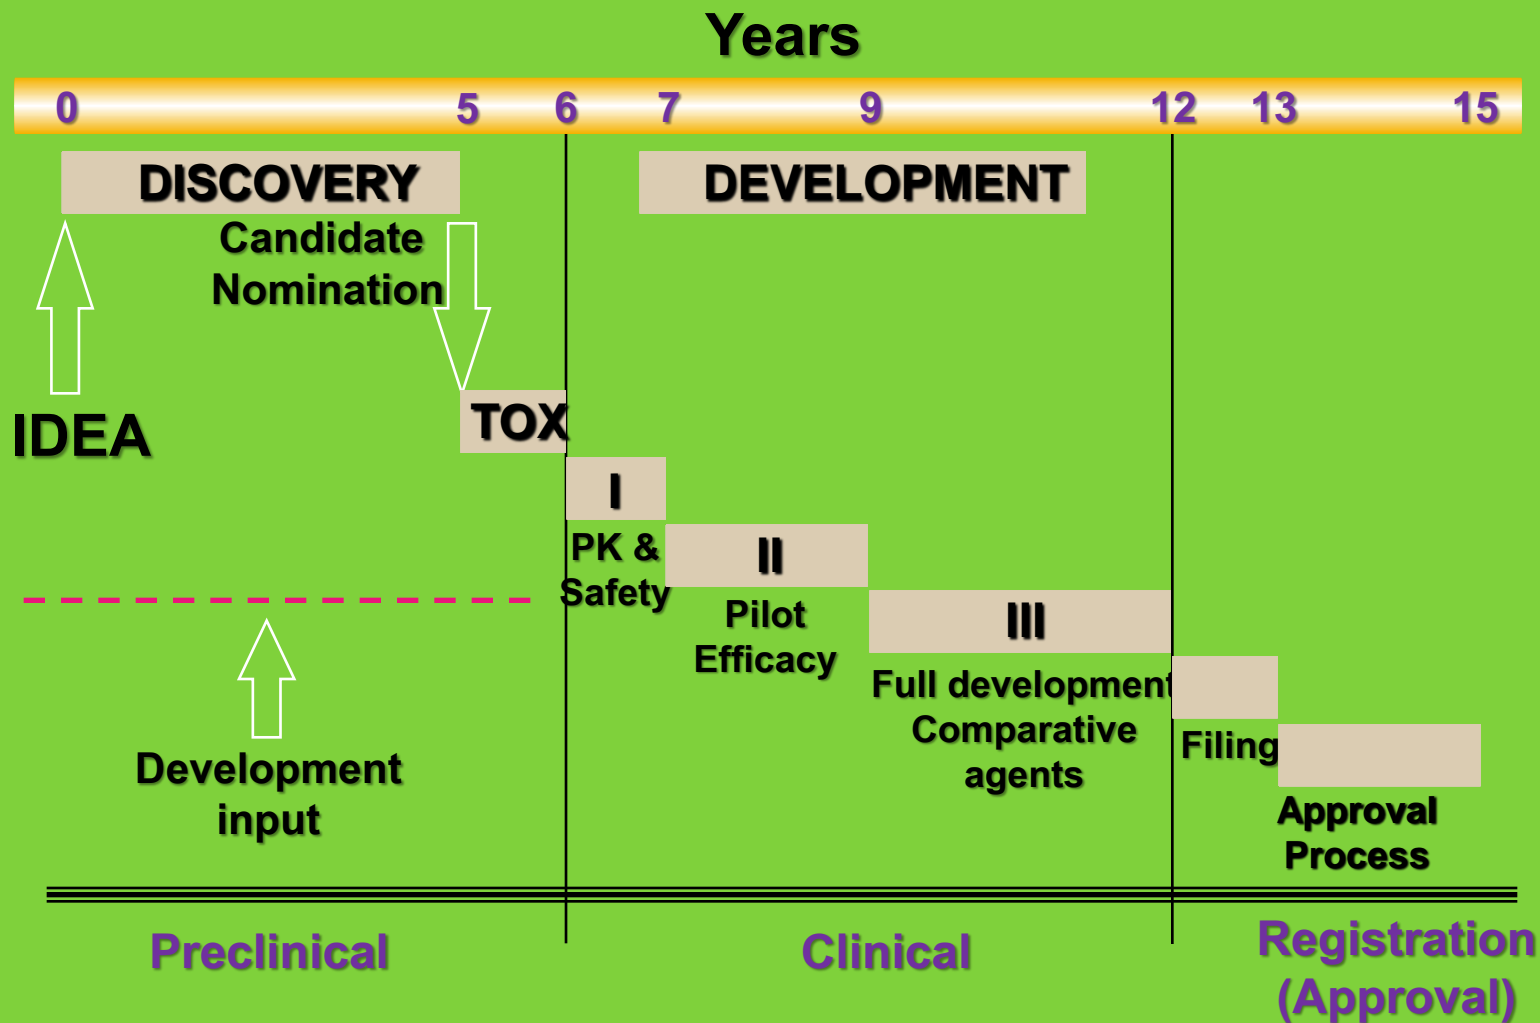 Years
0 5 6 7 9 12 13 15
DISCOVERY
DEVELOPMENT
Candidate
Nomination
IDEA
TOX
I
PK &
Safety
II
Pilot
Efficacy
III
Full development
Comparative
agents
Filing
Approval
Process
Development
input
Preclinical
Clinical
Registration
(Approval)